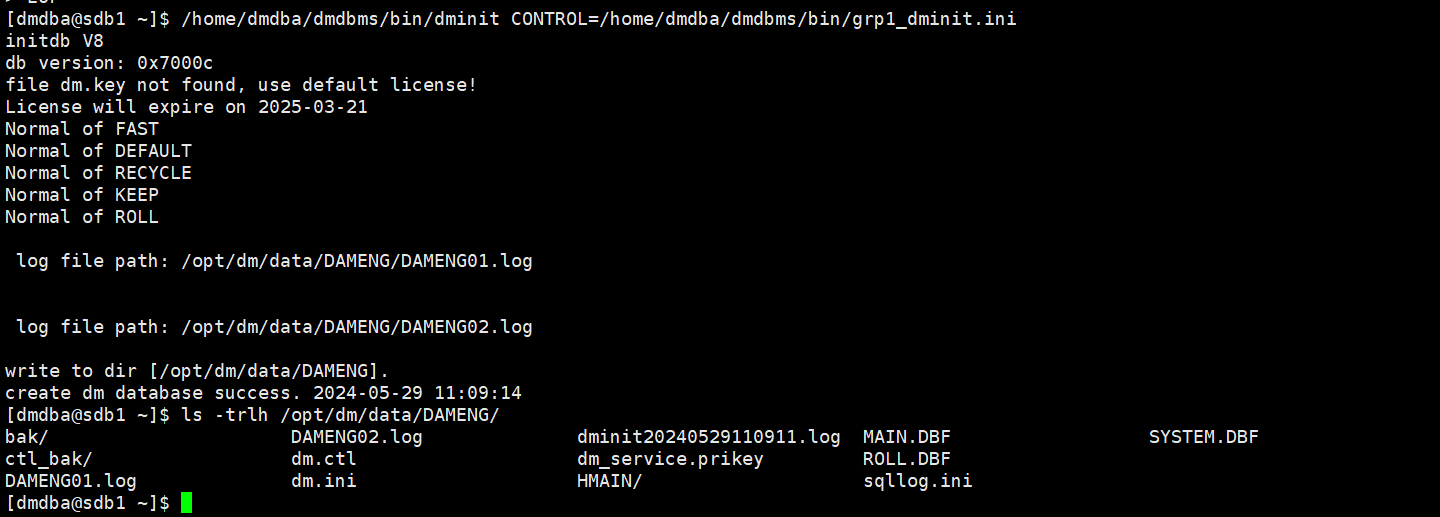 [dmdba@sdb1 ~]$ /home/dmdba/dmdbms/bin/dminit CONTROL=/home/dmdba/dmdbms/bin/grp1_dminit.ini
initdb V8
db version: 0x7000c
file dm.key not found, use default license!
License will expire on 2025-03-21
Normal of FAST
Normal of DEFAULT
Normal of RECYCLE
Normal of KEEP
Normal of ROLL
log file path: /opt/dm/data/DAMENG/DAMENG01.log
log file path: /opt/dm/data/DAMENG/DAMENG02.log
write to dir [/opt/dm/data/DAMENG].
create dm database success. 2024-05-29 11:09:14
[dmdba@sdb1 ~]$ ls -trlh /opt/dm/data/DAMENG/
bak/ DAMENG02.log dminit20240529110911.log MAIN.DBF SYSTEM.DBF
ctl_bak/ dm.ctl dm_service.prikey ROLL.DBF
DAMENG01.log dm.ini HMAIN/ sqllog.ini
[dmdba@sdb1 ~]$